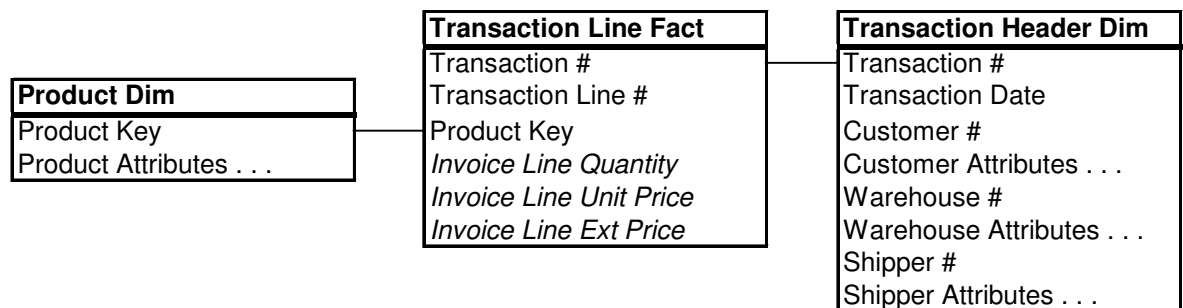 Product Dim
Product Key
Product Attributes . . .
Transaction Line Fact
Transaction #
Transaction Line #
Product Key
Invoice Line Quantity
Invoice Line Unit Price
Invoice Line Ext Price
Transaction Header Dim
Transaction #
Transaction Date
Customer #
Customer Attributes . . .
Warehouse #
Warehouse Attributes . . .
Shipper #
Shipper Attributes . . .